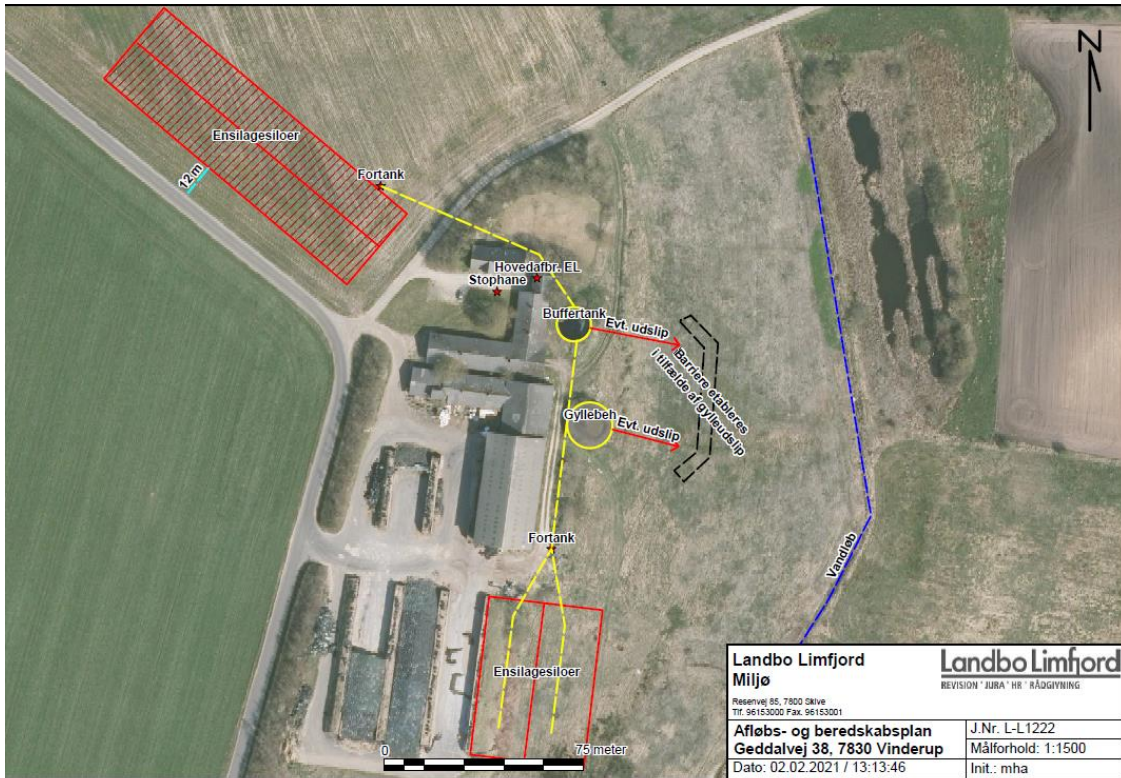 N
Ensilagesiloer
12 m
Fortank
Hovedafbr. EL
Stophane
Buffertank
Evt. udslip
Barriere etableres
i tilfælde af gylleudslip
Gyllebeh
Evt. udslip
Fortank
Vandløb
Ensilagesiloer
0 75 meter
Landbo Limfjord
Miljø
Resenvej 85, 7800 Skive
Tlf. 96153000 Fax. 96153001
Landbo Limfjord
REVISION * JURA * HR * RÅDGIVNING
Afløbs- og beredskabsplan
Geddalvej 38, 7830 Vinderup
J.Nr. L-L1222
Målforhold: 1:1500
Dato: 02.02.2021 / 13:13:46
Init.: mha